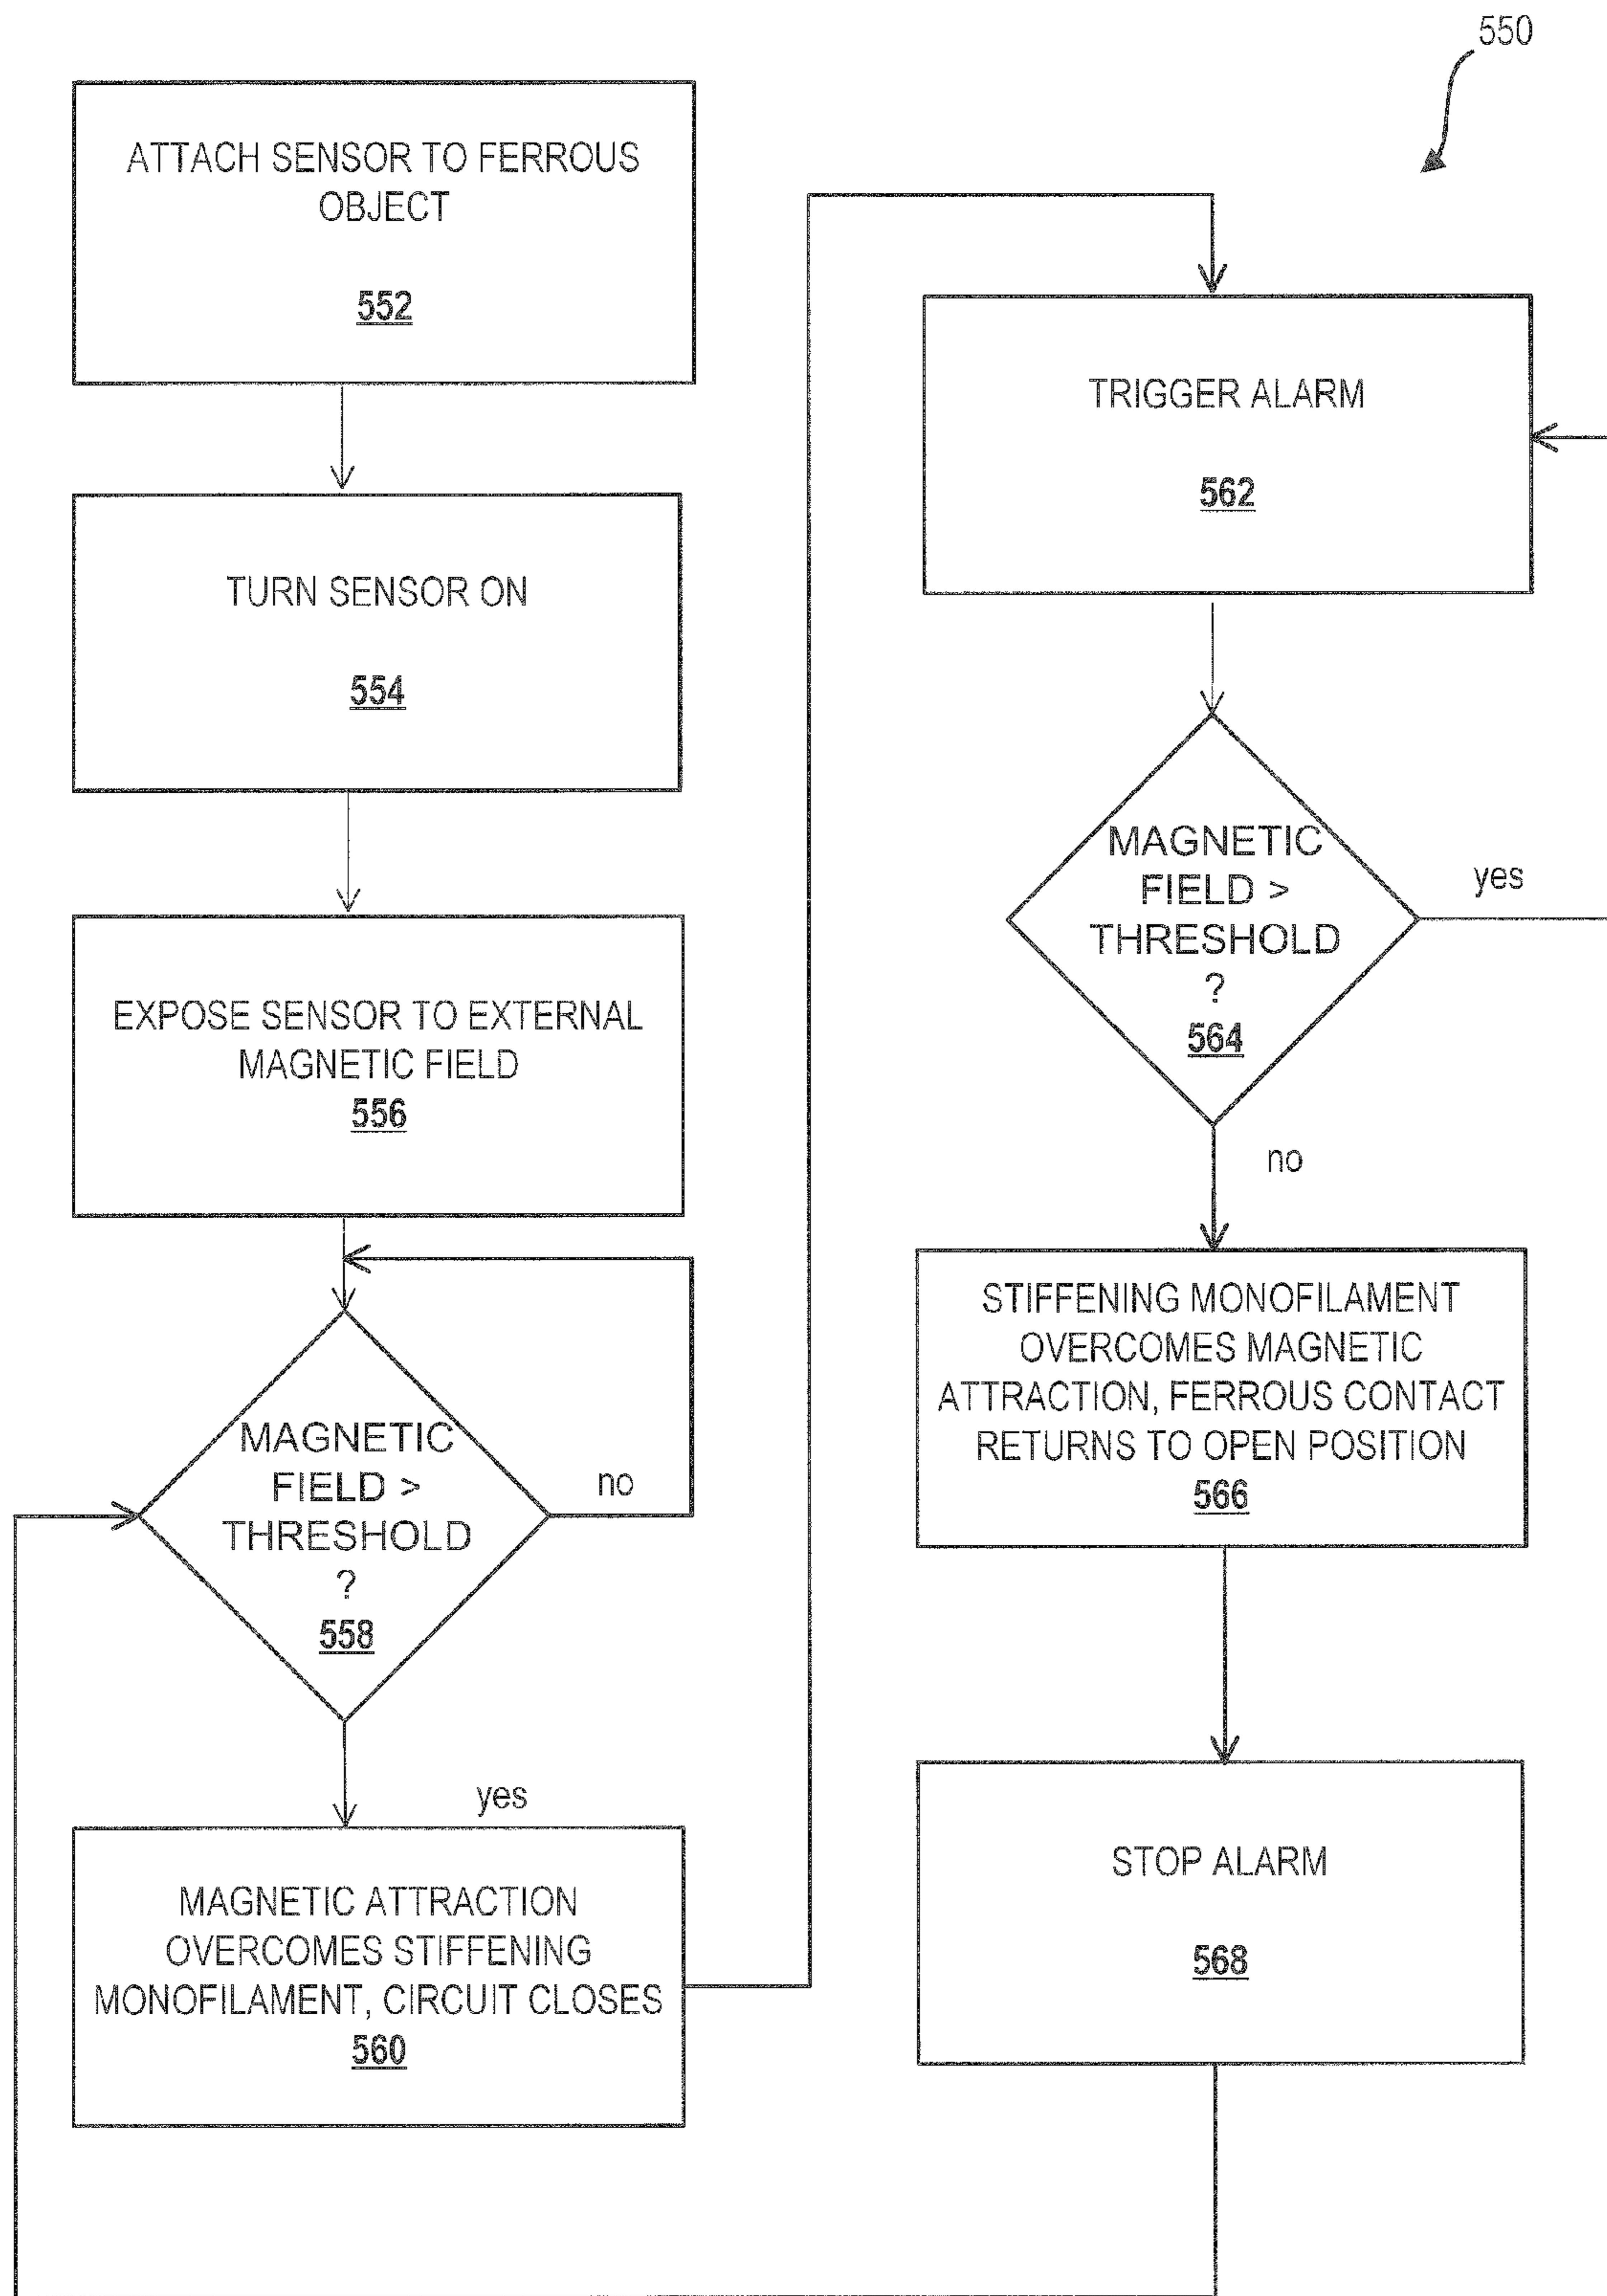 550
ATTACH SENSOR TO FERROUS
OBJECT
552
TURN SENSOR ON
554
EXPOSE SENSOR TO EXTERNAL
MAGNETIC FIELD
556
MAGNETIC
FIELD >
THRESHOLD
?
558
no
yes
MAGNETIC ATTRACTION
OVERCOMES STIFFENING
MONOFILAMENT, CIRCUIT CLOSES
560
TRIGGER ALARM
562
MAGNETIC
FIELD >
THRESHOLD
?
564
yes
no
STIFFENING MONOFILAMENT
OVERCOMES MAGNETIC
ATTRACTION, FERROUS CONTACT
RETURNS TO OPEN POSITION
566
STOP ALARM
568